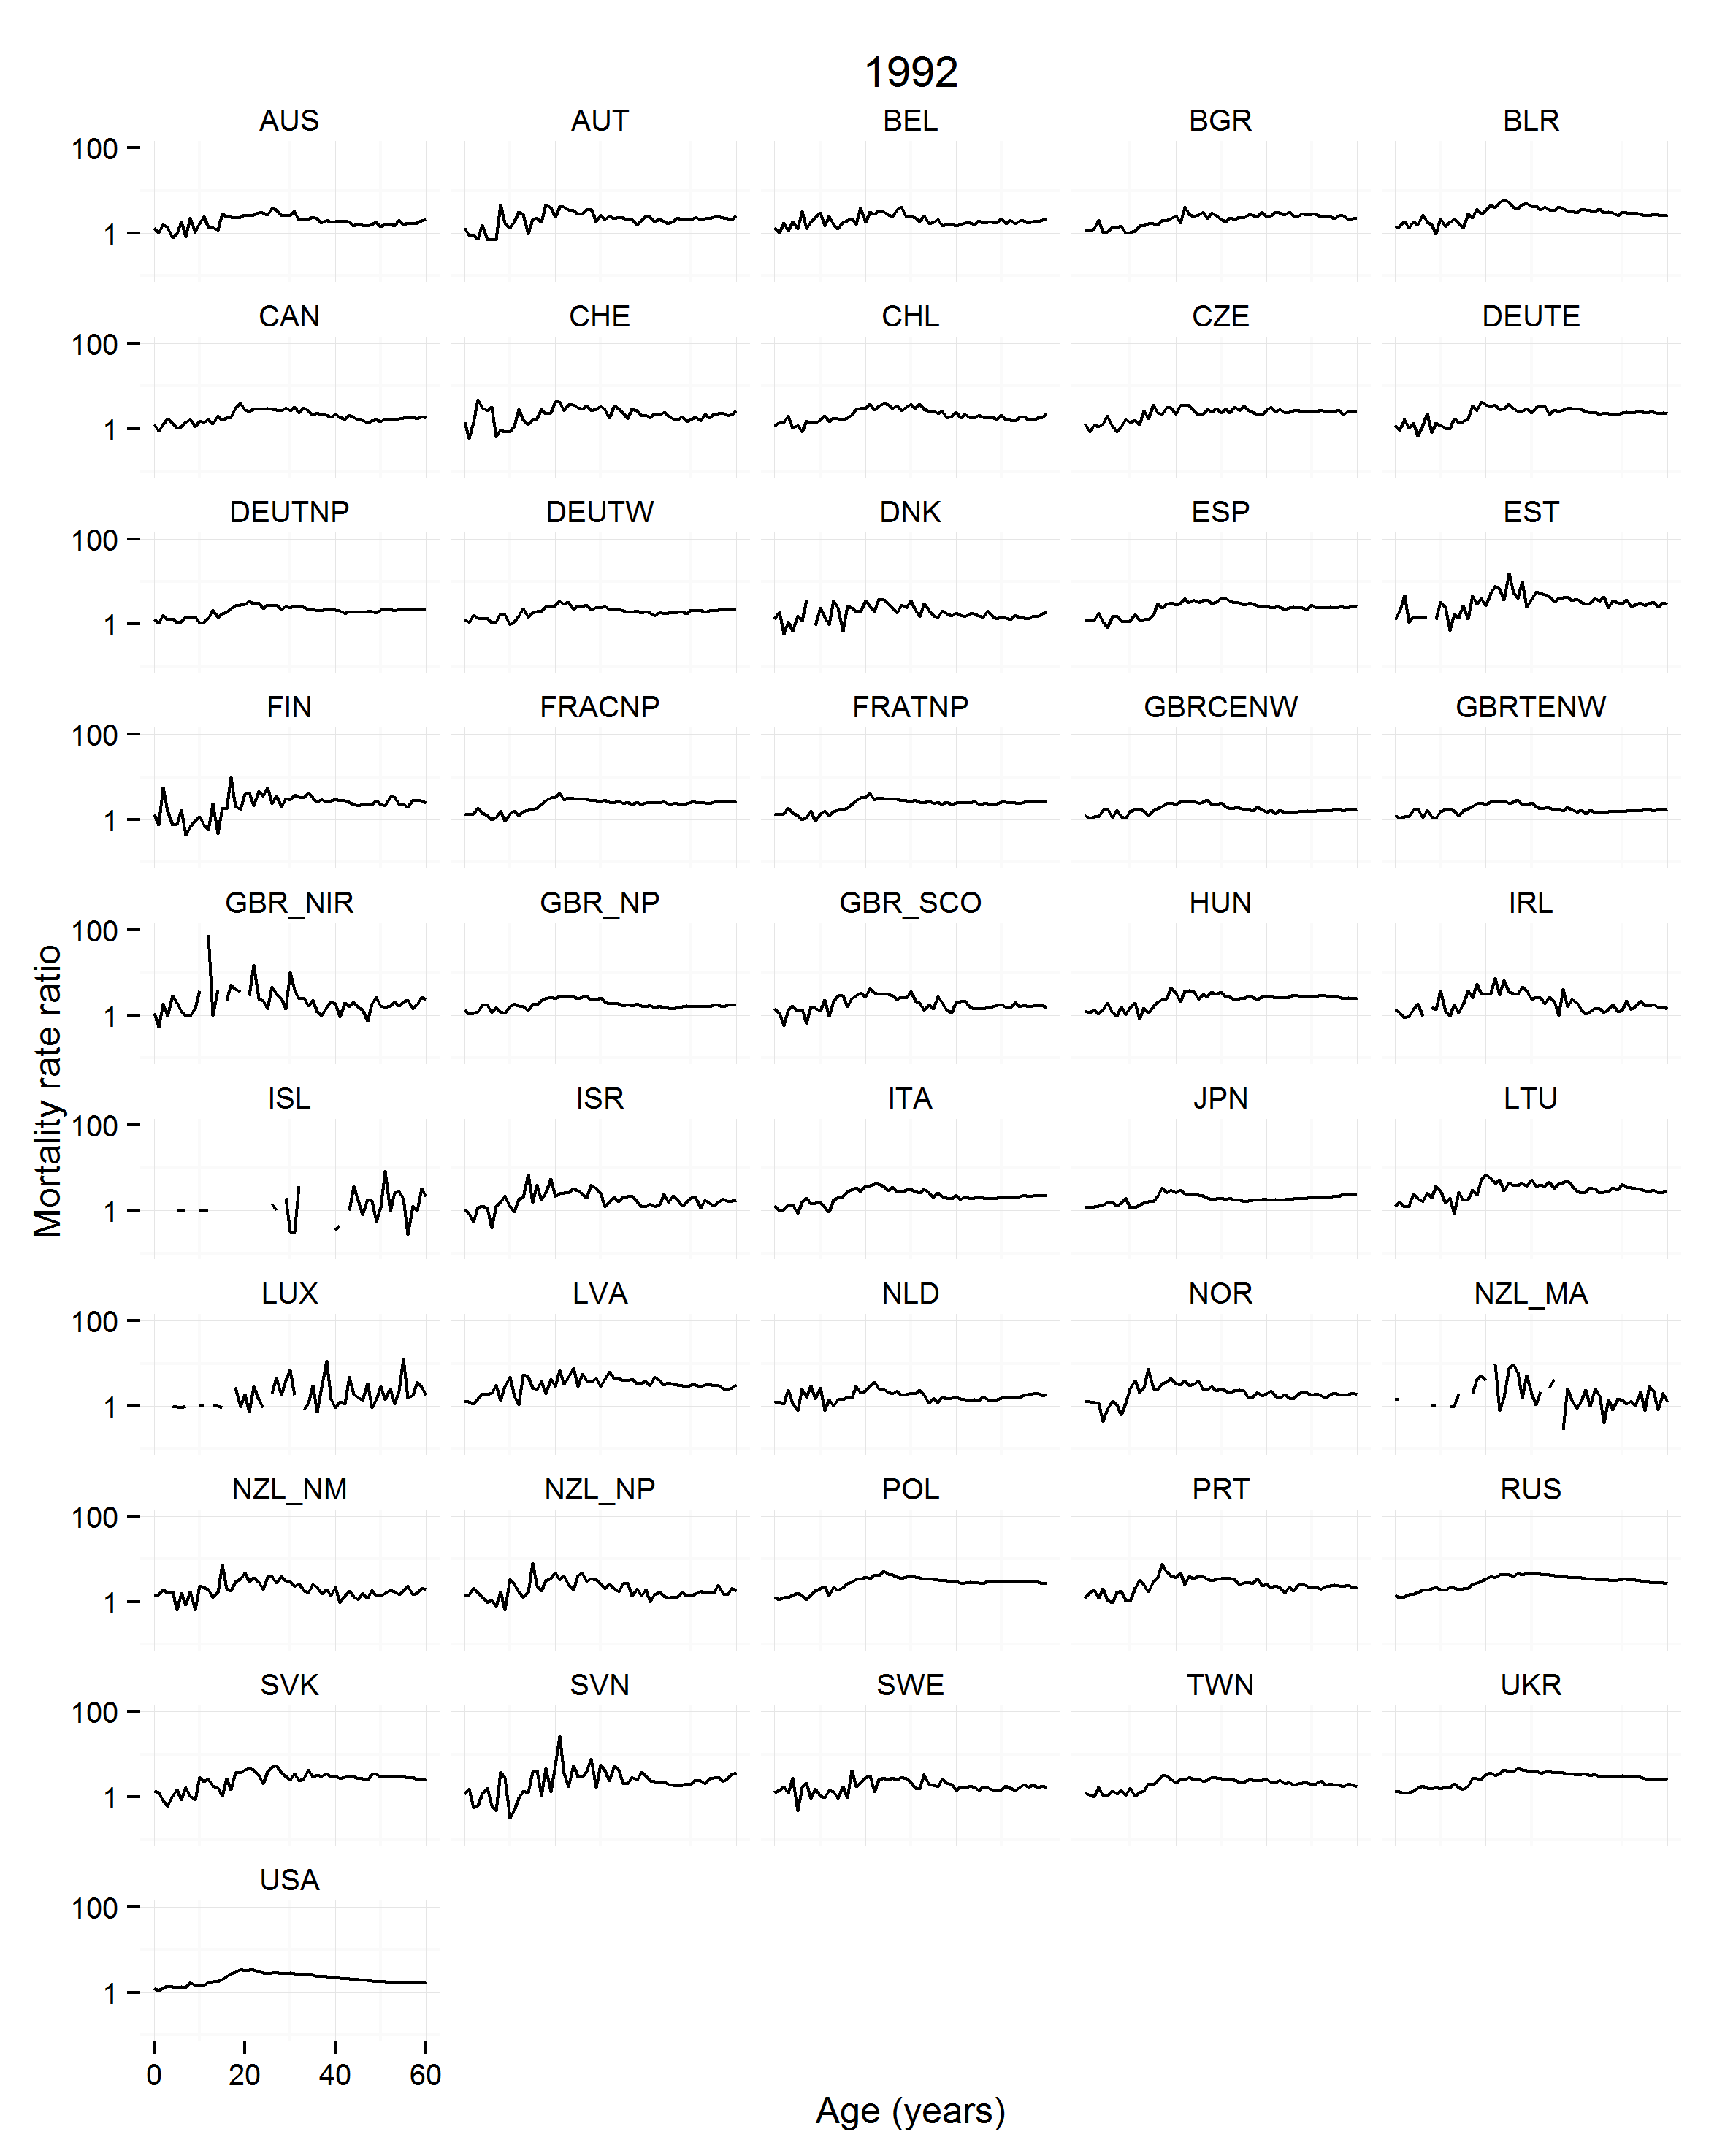 1992
AUS AUT BEL BGR BLR
100
1
CAN CHE CHL CZE DEUTE
100
1
DEUTNP DEUTW DNK ESP EST
100
1
FIN FRACNP FRATNP GBRCENW GBRTENW
100
1
GBR_NIR GBR_NP GBR_SCO HUN IRL
100
1
Mortality rate ratio
ISL ISR ITA JPN LTU
100
1
LUX LVA NLD NOR NZL_MA
100
1
NZL_NM NZL_NP POL PRT RUS
100
1
SVK SVN SWE TWN UKR
100
1
USA
100
1
0 20 40 60
Age (years)